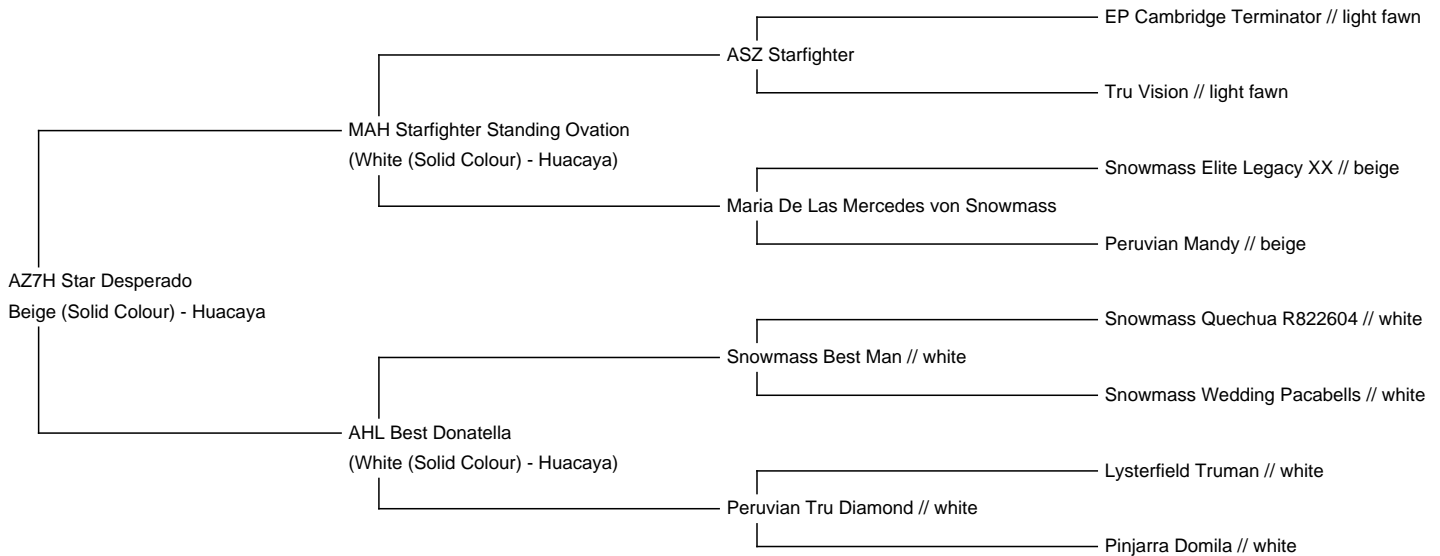 EP Cambridge Terminator // light fawn
ASZ Starfighter
Tru Vision // light fawn
MAH Starfighter Standing Ovation
(White (Solid Colour) - Huacaya)
Snowmass Elite Legacy XX // beige
Maria De Las Mercedes von Snowmass
Peruvian Mandy // beige
AZ7H Star Desperado
Beige (Solid Colour) - Huacaya
Snowmass Quechua R822604 // white
Snowmass Best Man // white
Snowmass Wedding Pacabells // white
AHL Best Donatella
(White (Solid Colour) - Huacaya)
Lysterfield Truman // white
Peruvian Tru Diamond // white
Pinjarra Domila // white